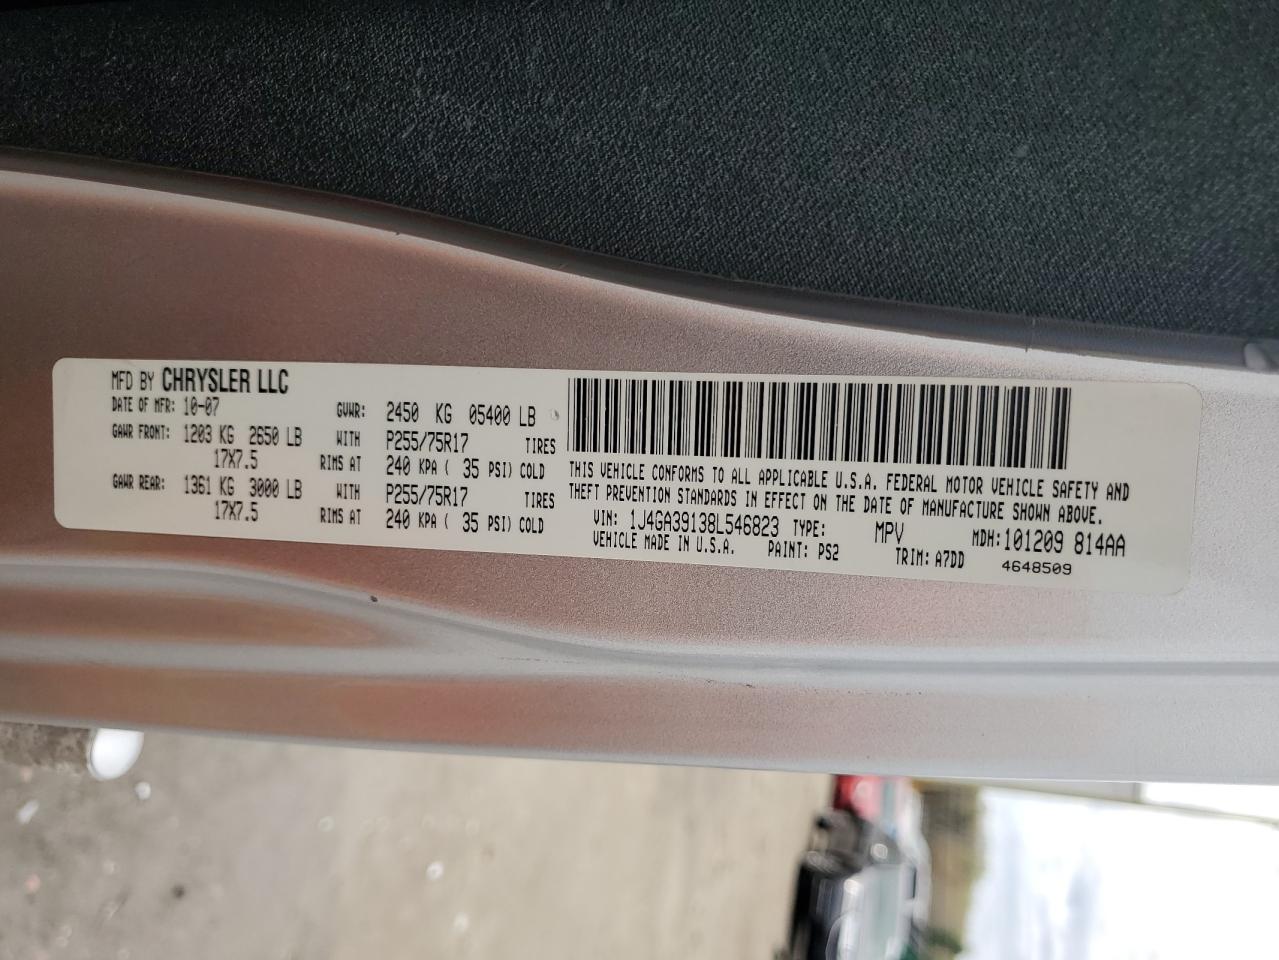 MFD BY CHRYSLER LLC
DATE OF MFR: 10-07 GVWR: 2450 KG 05400 LB
GAWR FRONT: 1203 KG 2650 LB WITH P255/75R17 TIRES
17X7.5 RIMS AT 240 KPA ( 35 PSI) COLD
GAWR REAR: 1361 KG 3000 LB WITH P255/75R17 TIRES
17X7.5 RIMS AT 240 KPA ( 35 PSI) COLD
THIS VEHICLE CONFORMS TO ALL APPLICABLE U.S.A. FEDERAL MOTOR VEHICLE SAFETY AND
THEFT PREVENTION STANDARDS IN EFFECT ON THE DATE OF MANUFACTURE SHOWN ABOVE.
VIN: 1J4GA39138L546823 TYPE: MPV MDH: 101209 814AA
VEHICLE MADE IN U.S.A. PAINT: PS2 TRIM: A7DD 4648509